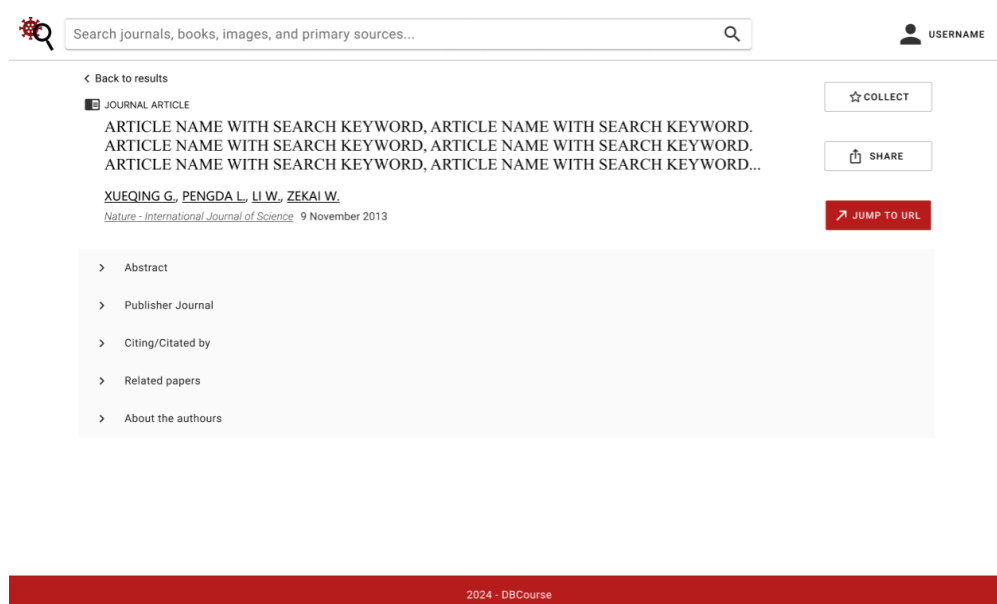 Search journals, books, images, and primary sources...
USERNAME
Back to results
COLLECT
JOURNAL ARTICLE
ARTICLE NAME WITH SEARCH KEYWORD, ARTICLE NAME WITH SEARCH KEYWORD.
ARTICLE NAME WITH SEARCH KEYWORD, ARTICLE NAME WITH SEARCH KEYWORD.
ARTICLE NAME WITH SEARCH KEYWORD, ARTICLE NAME WITH SEARCH KEYWORD...
SHARE
XUEQING G., PENGDA L., LI W., ZEKAI W.
Nature - International Journal of Science 9 November 2013
JUMP TO URL
Abstract
Publisher Journal
Citing/Citated by
Related papers
About the authours
2024 - DBCourse